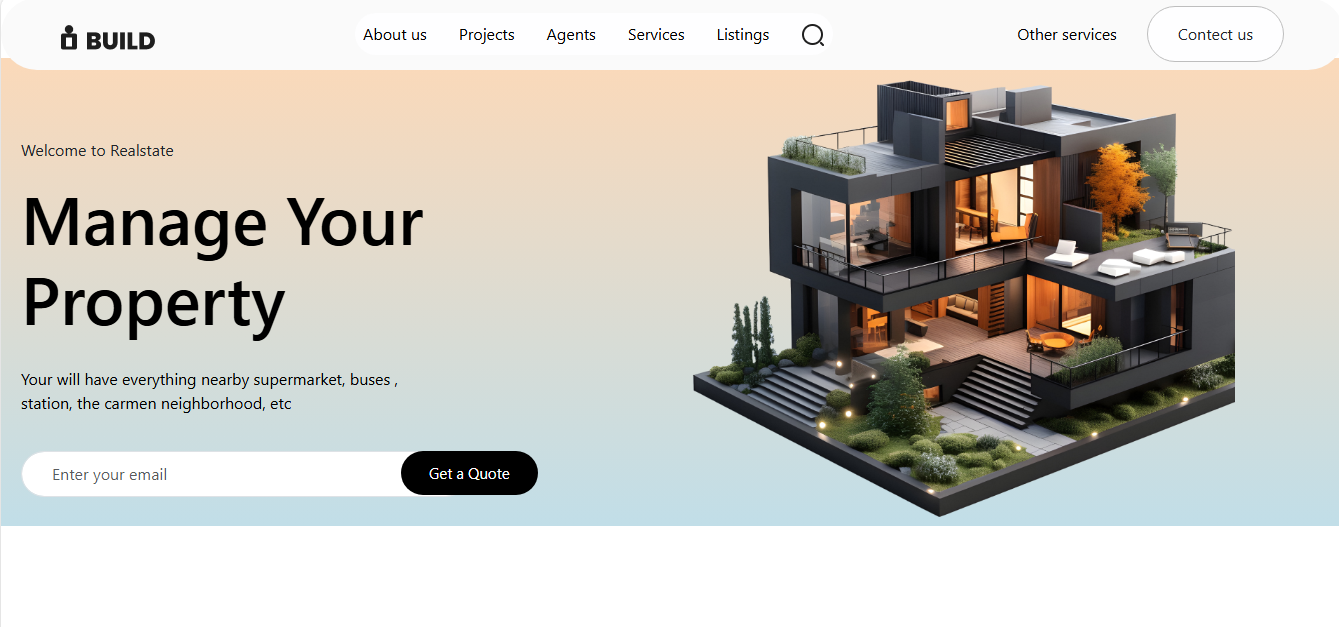 BUILD
About us
Projects
Agents
Services
Listings
Other services
Contect us
Welcome to Realstate
Manage Your
Property
Your will have everything nearby supermarket, buses ,
station, the carmen neighborhood, etc
Enter your email
Get a Quote